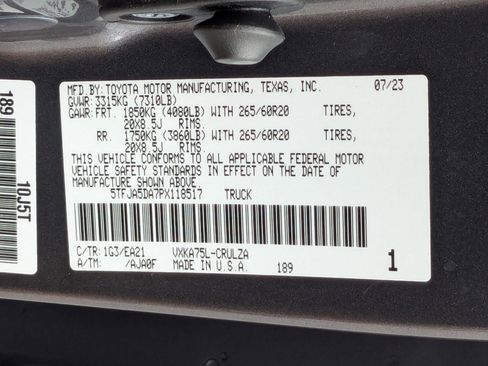 MFD.BY:TOYOTA MOTOR MANUFACTURING, TEXAS, INC. 07/23
GVWR:3315KG (7310LB)
GAWR:FRT. 1850KG (4080LB) WITH 265/60R20 TIRES,
20X8.5J RIMS.
RR. 1750KG (3860LB) WITH 265/60R20 TIRES,
20X8.5J RIMS.
THIS VEHICLE CONFORMS TO ALL APPLICABLE FEDERAL MOTOR
VEHICLE SAFETY STANDARDS IN EFFECT ON THE DATE OF
MANUFACTURE SHOWN ABOVE.
5TFJA5DA7PX118517 TRUCK
C/TR:1G3/EA21 VXKA75L-CRULZA
A/TM: /AJA0F MADE IN U.S.A. 189 1
189
10J5T